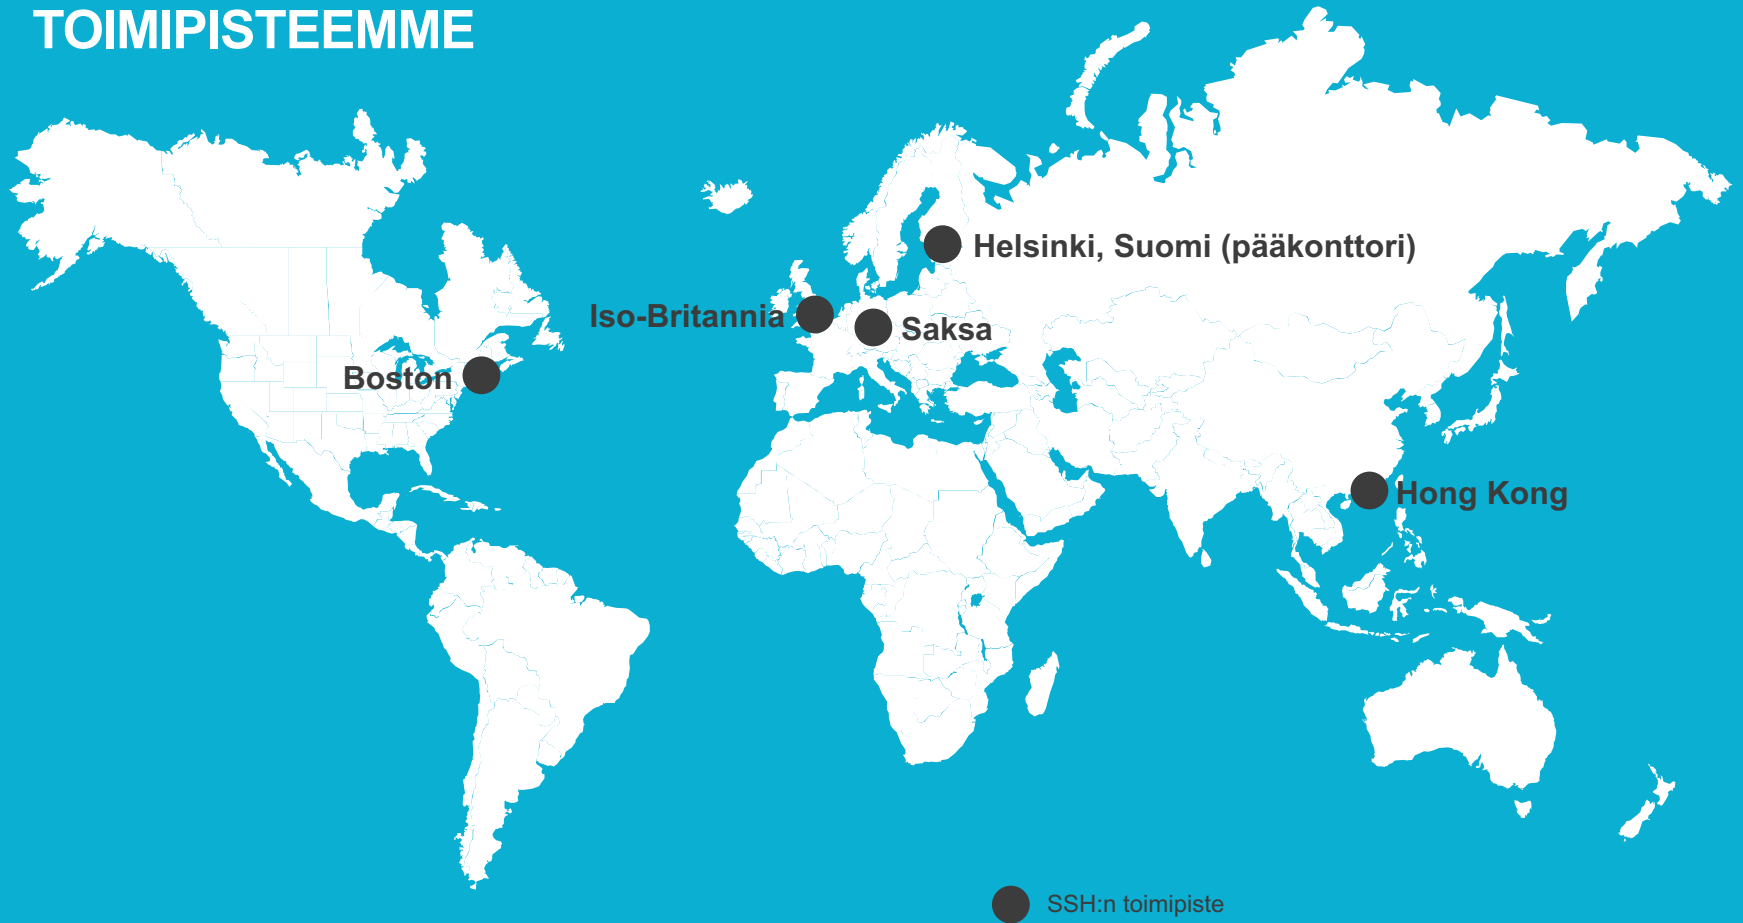 TOIMIPISTEEMME
Helsinki, Suomi (pääkonttori)
Iso-Britannia
Saksa
Boston
Hong Kong
SSH:n toimipiste